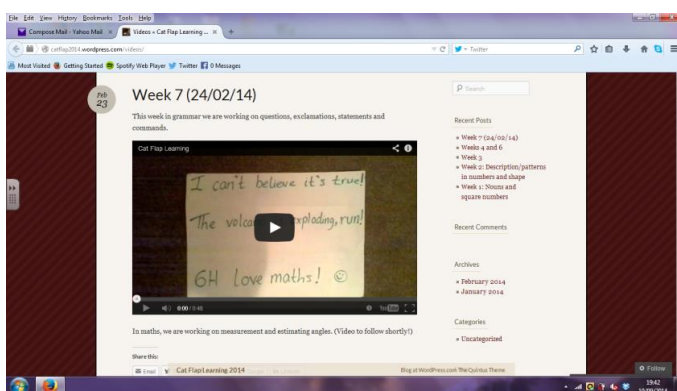 File Edit View History Bookmarks Tools Help
Compose Mail - Yahoo Mail
Videos « Cat Flap Learning ...
catflap2014.wordpress.com/videos/
Twitter
Most Visited Getting Started Spotify Web Player Twitter 0 Messages
Feb
23
Week 7 (24/02/14)
This week in grammar we are working on questions, exclamations, statements and
commands.
Cat Flap Learning
I can't believe it's true!
The exploding, run!
6H love maths! ☺
0:00 / 0:48
YouTube
In maths, we are working on measurement and estimating angles. (Video to follow shortly!)
Share this:
Email
Cat Flap Learning 2014
Blog at WordPress.com The Quintus Theme.
Search
Recent Posts
Week 7 (24/02/14)
Weeks 4 and 6
Week 3
Week 2: Description/patterns
in numbers and shape
Week 1: Nouns and
square numbers
Recent Comments
Archives
February 2014
January 2014
Categories
Uncategorized
Follow
19:42
10/09/2014